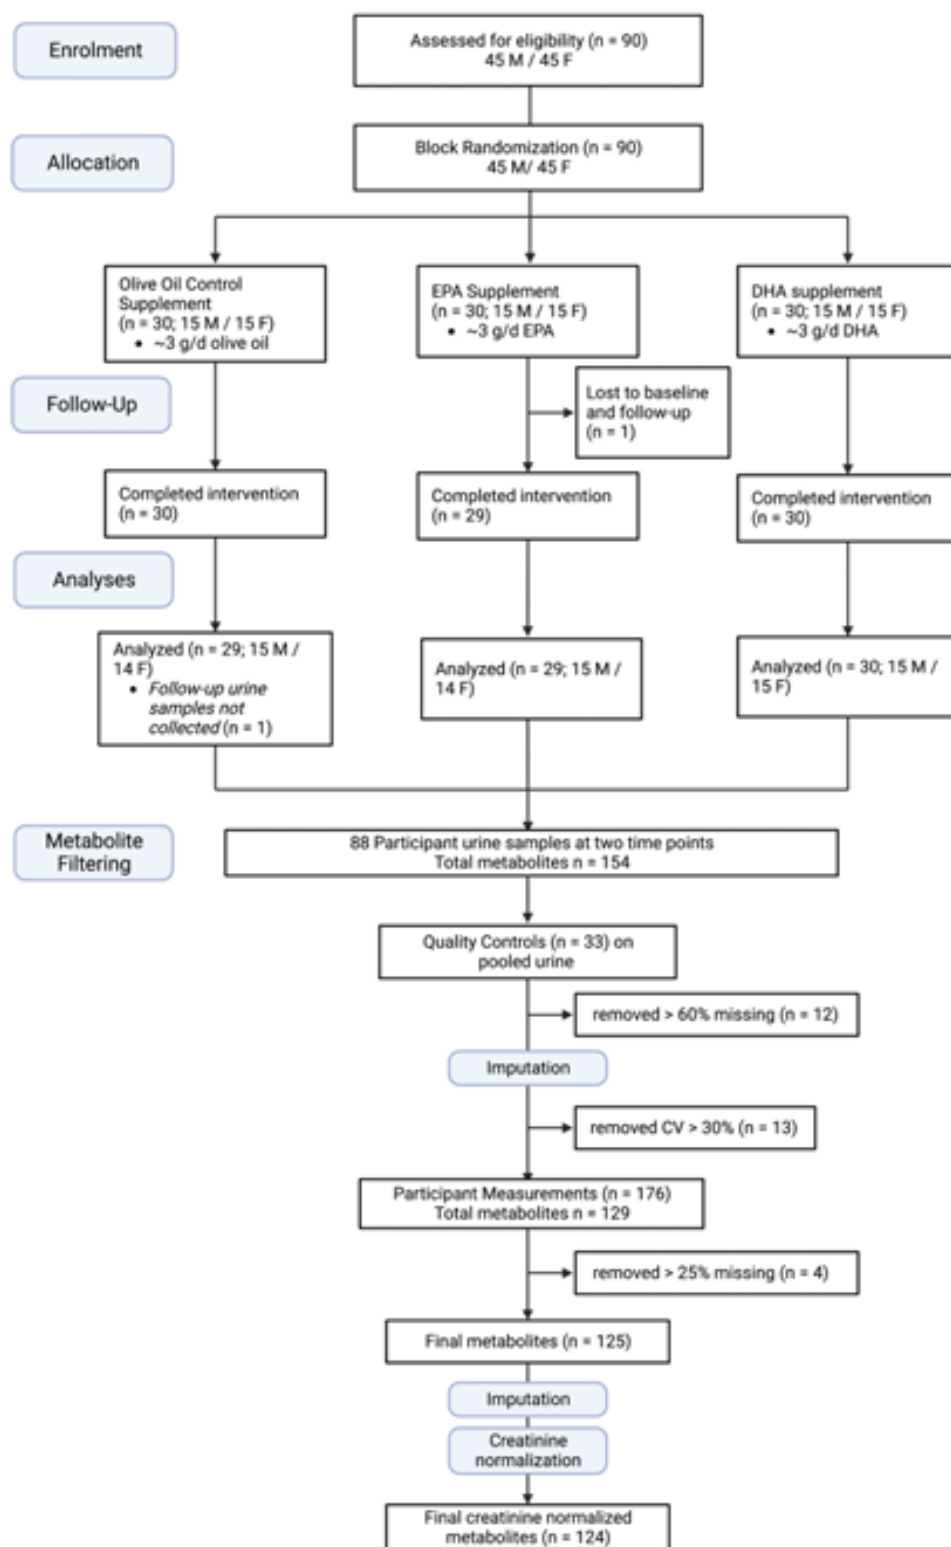 Enrolment
Assessed for eligibility (n = 90)
45 M / 45 F
Allocation
Block Randomization (n = 90)
45 M/ 45 F
Olive Oil Control
Supplement
(n = 30; 15 M / 15 F)
• ~3 g/d olive oil
EPA Supplement
(n = 30; 15 M / 15 F)
• ~3 g/d EPA
DHA supplement
(n = 30; 15 M / 15 F)
• ~3 g/d DHA
Follow-Up
Lost to baseline
and follow-up
(n = 1)
Completed intervention
(n = 30)
Completed intervention
(n = 29)
Completed intervention
(n = 30)
Analyses
Analyzed (n = 29; 15 M /
14 F)
• Follow-up urine
samples not
collected (n = 1)
Analyzed (n = 29; 15 M /
14 F)
Analyzed (n = 30; 15 M /
15 F)
Metabolite
Filtering
88 Participant urine samples at two time points
Total metabolites n = 154
Quality Controls (n = 33) on
pooled urine
removed > 60% missing (n = 12)
Imputation
removed CV > 30% (n = 13)
Participant Measurements (n = 176)
Total metabolites n = 129
removed > 25% missing (n = 4)
Final metabolites (n = 125)
Imputation
Creatinine
normalization
Final creatinine normalized
metabolites (n = 124)